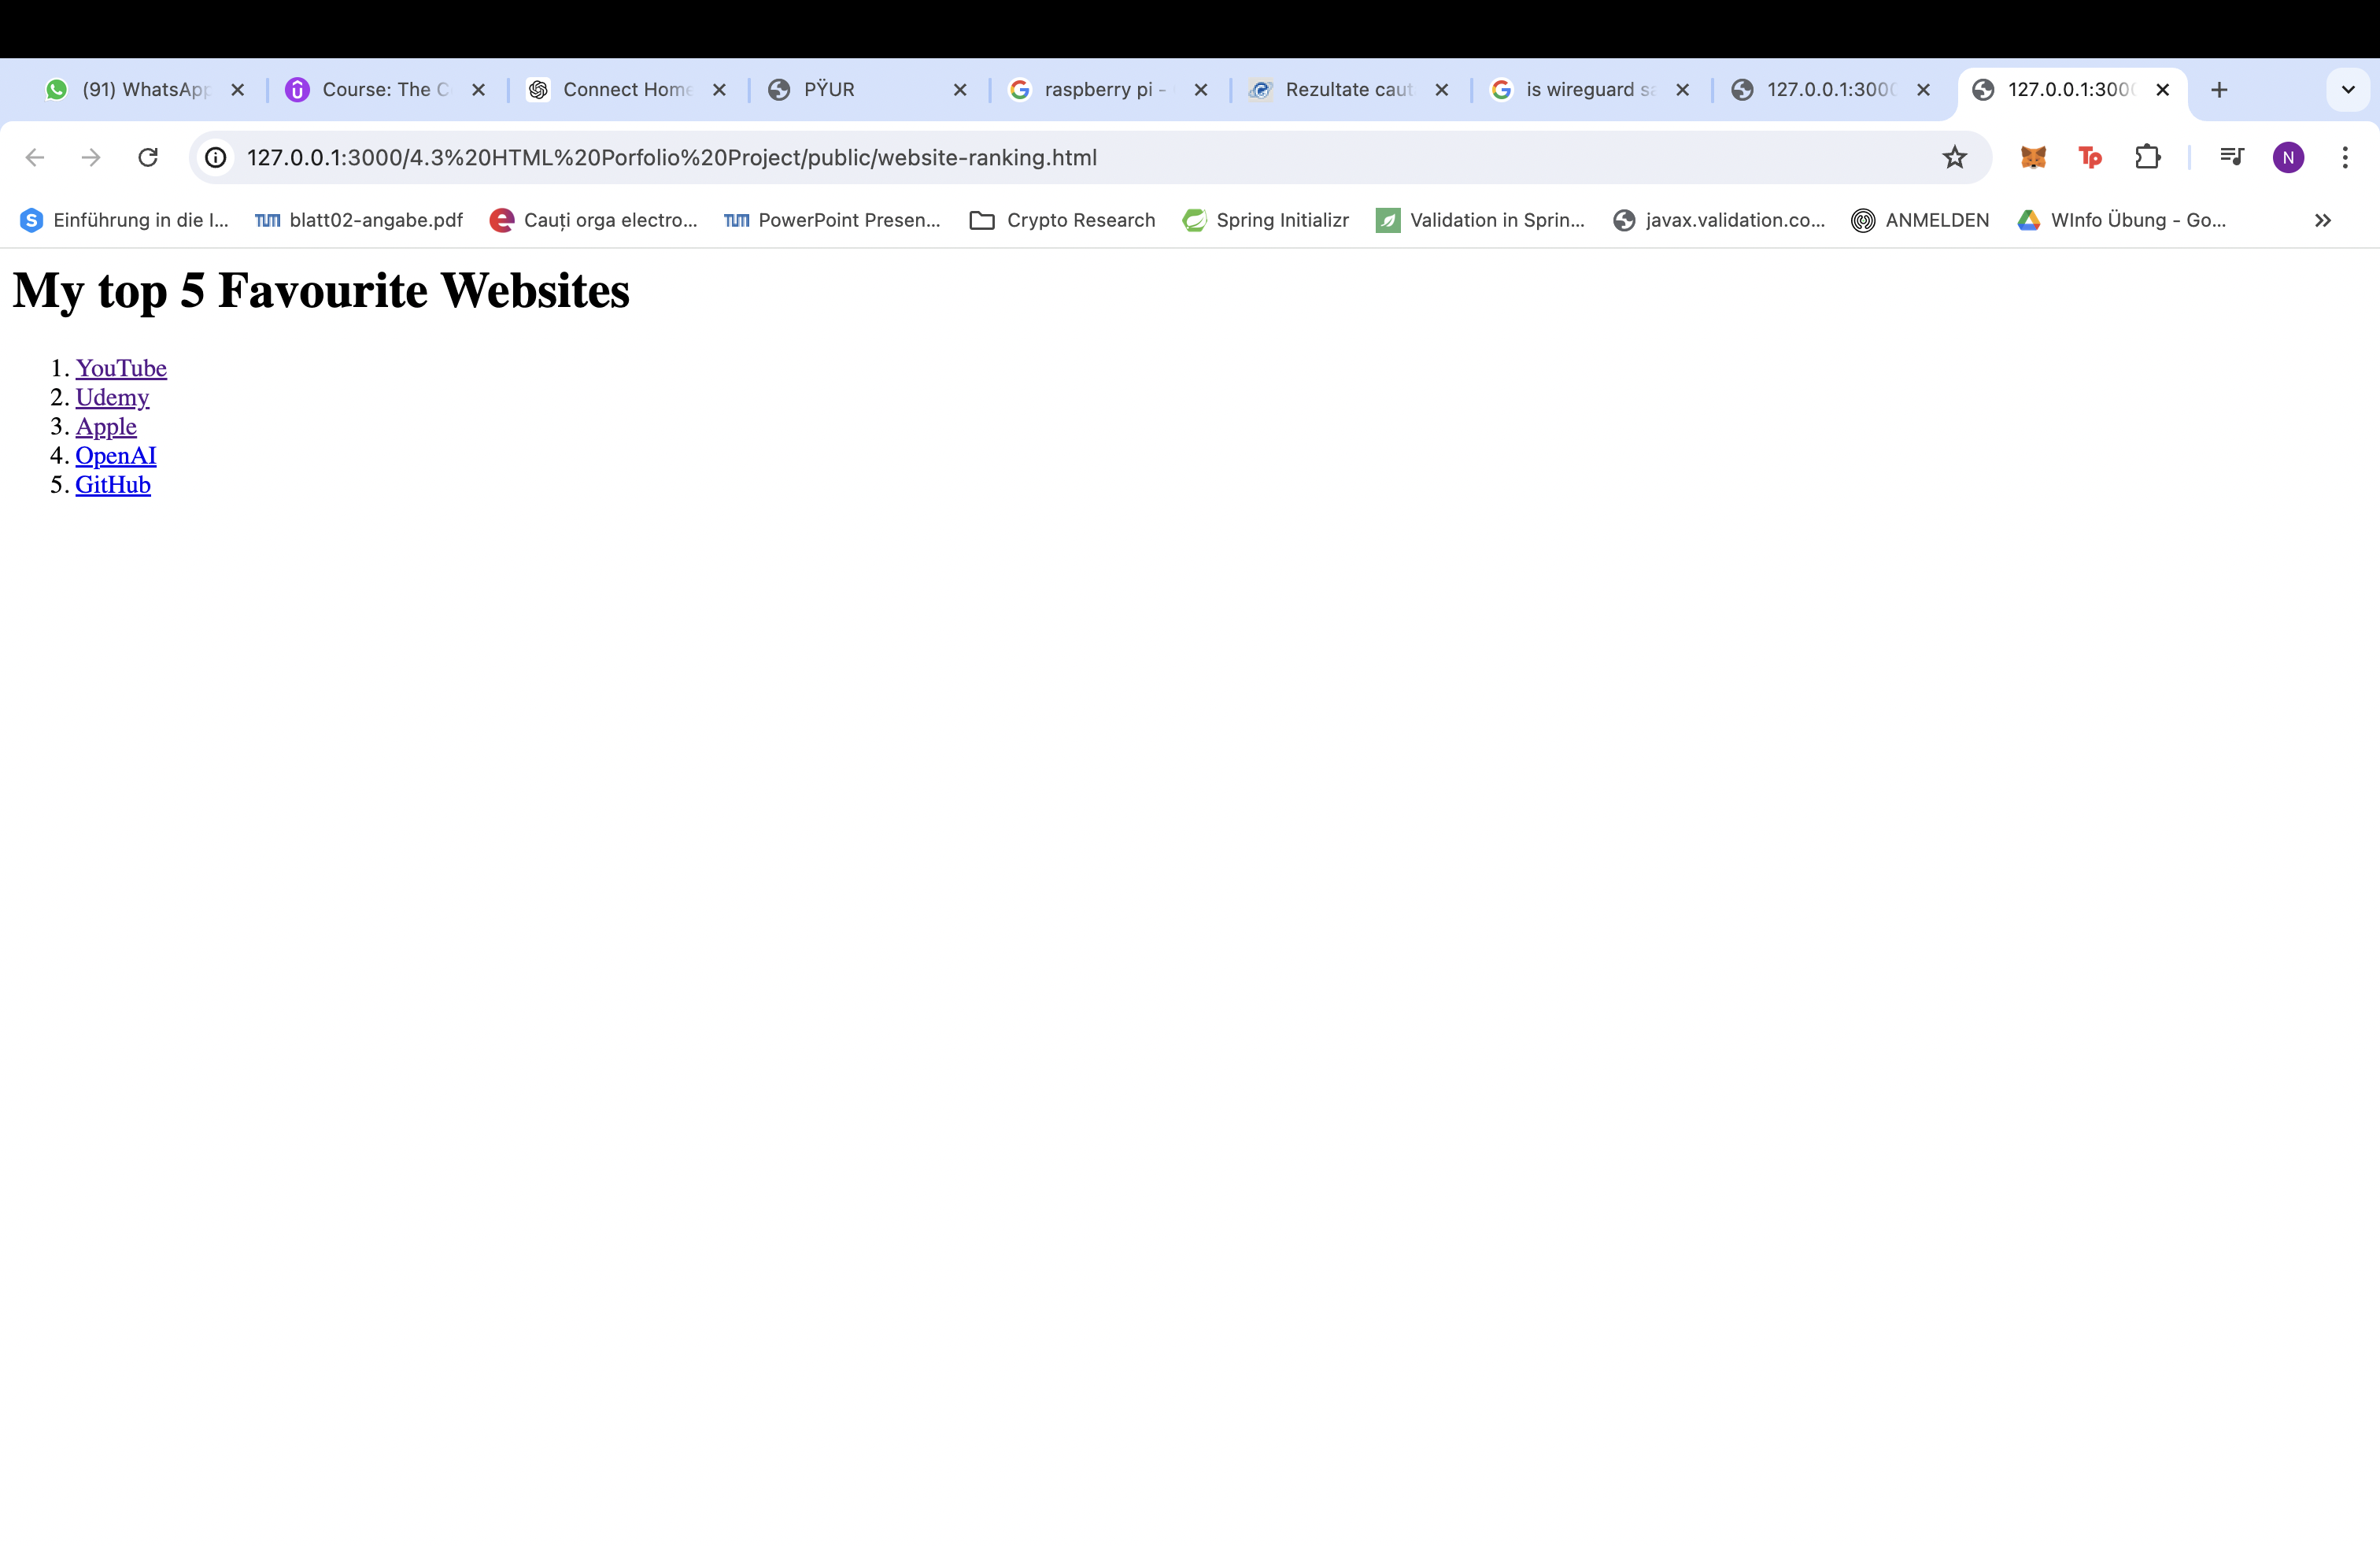 (91) WhatsApp
Course: The C
Connect Home
PŸUR
raspberry pi -
Rezultate caut
is wireguard sa
127.0.0.1:3000
127.0.0.1:3000
127.0.0.1:3000/4.3%20HTML%20Porfolio%20Project/public/website-ranking.html
Tp
N
Einführung in die I...
TUM blatt02-angabe.pdf
Cauți orga electro...
TUM PowerPoint Presen...
Crypto Research
Spring Initializr
Validation in Sprin...
javax.validation.co...
ANMELDEN
WInfo Übung - Go...
My top 5 Favourite Websites
1. YouTube
2. Udemy
3. Apple
4. OpenAI
5. GitHub